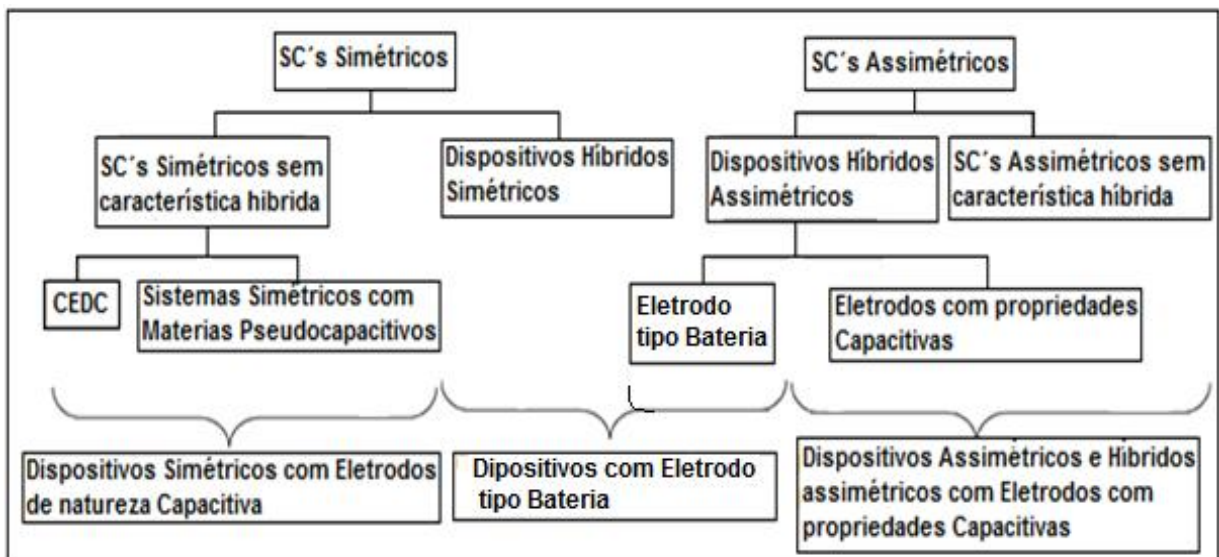 SC´s Simétricos
SC´s Assimétricos
SC´s Simétricos sem
característica hibrida
Dispositivos Híbridos
Simétricos
Dispositivos Híbridos
Assimétricos
SC´s Assimétricos sem
característica híbrida
CEDC
Sistemas Simétricos com
Materias Pseudocapacitivos
Eletrodo
tipo Bateria
Eletrodos com propriedades
Capacitivas
Dispositivos Simétricos com Eletrodos
de natureza Capacitiva
Dipositivos com Eletrodo
tipo Bateria
Dispositivos Assimétricos e Híbridos
assimétricos com Eletrodos com
propriedades Capacitivas